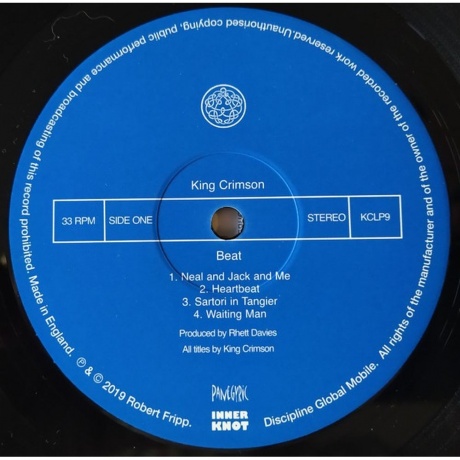 King Crimson
33 RPM
SIDE ONE
STEREO
KCLP9
Beat
1. Neal and Jack and Me
2. Heartbeat
3. Sartori in Tangier
4. Waiting Man
Produced by Rhett Davies
All titles by King Crimson
PANEGYRIC
INNER
KNOT
℗ & © 2019 Robert Fripp.
Discipline Global Mobile. All rights of the manufacturer and of the owner of the recorded work reserved.Unauthorised copying, public performance and broadcasting of this record prohibited. Made in England.